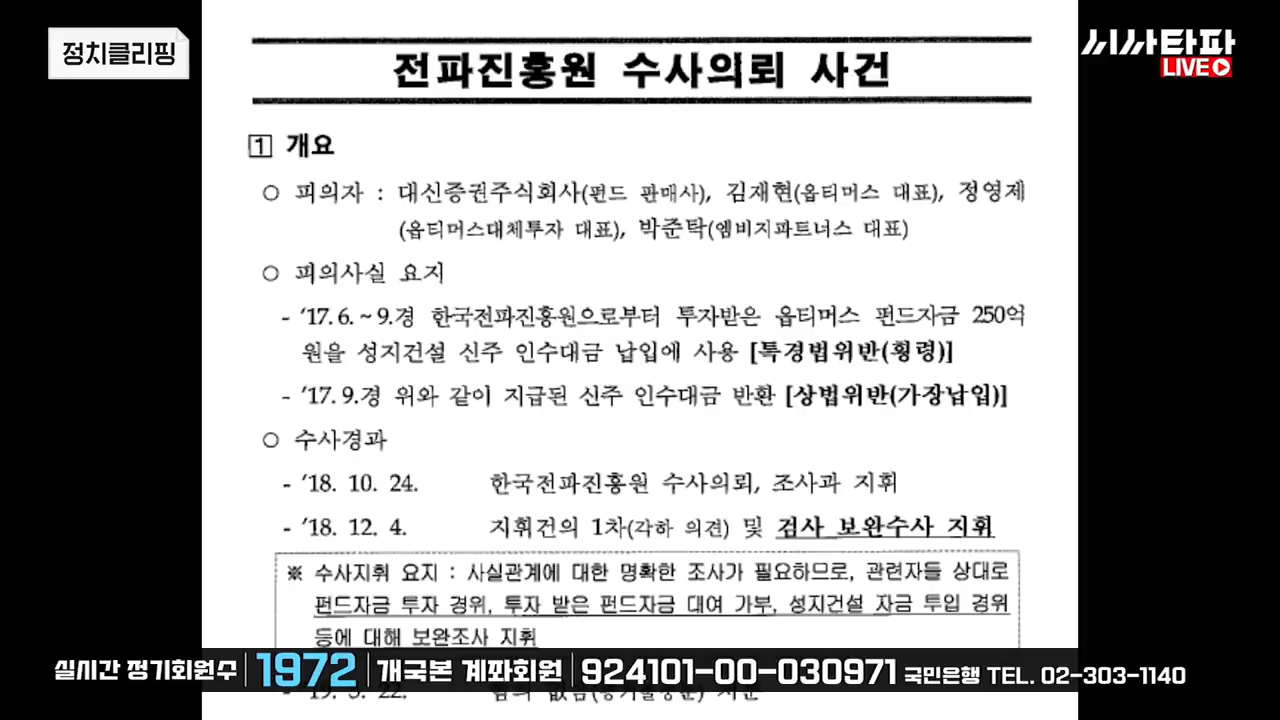 정치클리핑
시사타파
LIVE
전파진흥원 수사의뢰 사건
1 개요
○ 피의자 : 대신증권주식회사(펀드 판매사), 김재현(옵티머스 대표), 정영제
(옵티머스대체투자 대표), 박준탁(엠비지파트너스 대표)
○ 피의사실 요지
- '17. 6. ~ 9.경 한국전파진흥원으로부터 투자받은 옵티머스 펀드자금 250억
원을 성지건설 신주 인수대금 납입에 사용 [특경법위반(횡령)]
- '17. 9.경 위와 같이 지급된 신주 인수대금 반환 [상법위반(가장납입)]
○ 수사경과
- '18. 10. 24. 한국전파진흥원 수사의뢰, 조사과 지휘
- '18. 12. 4. 지휘건의 1차(각하 의견) 및 검사 보완수사 지휘
※ 수사지휘 요지 : 사실관계에 대한 명확한 조사가 필요하므로, 관련자들 상대로
펀드자금 투자 경위, 투자 받은 펀드자금 대여 가부, 성지건설 자금 투입 경위
등에 대해 보완조사 지휘
실시간 정기회원수 1972 개국본 계좌회원 924101-00-030971 국민은행 TEL. 02-303-1140